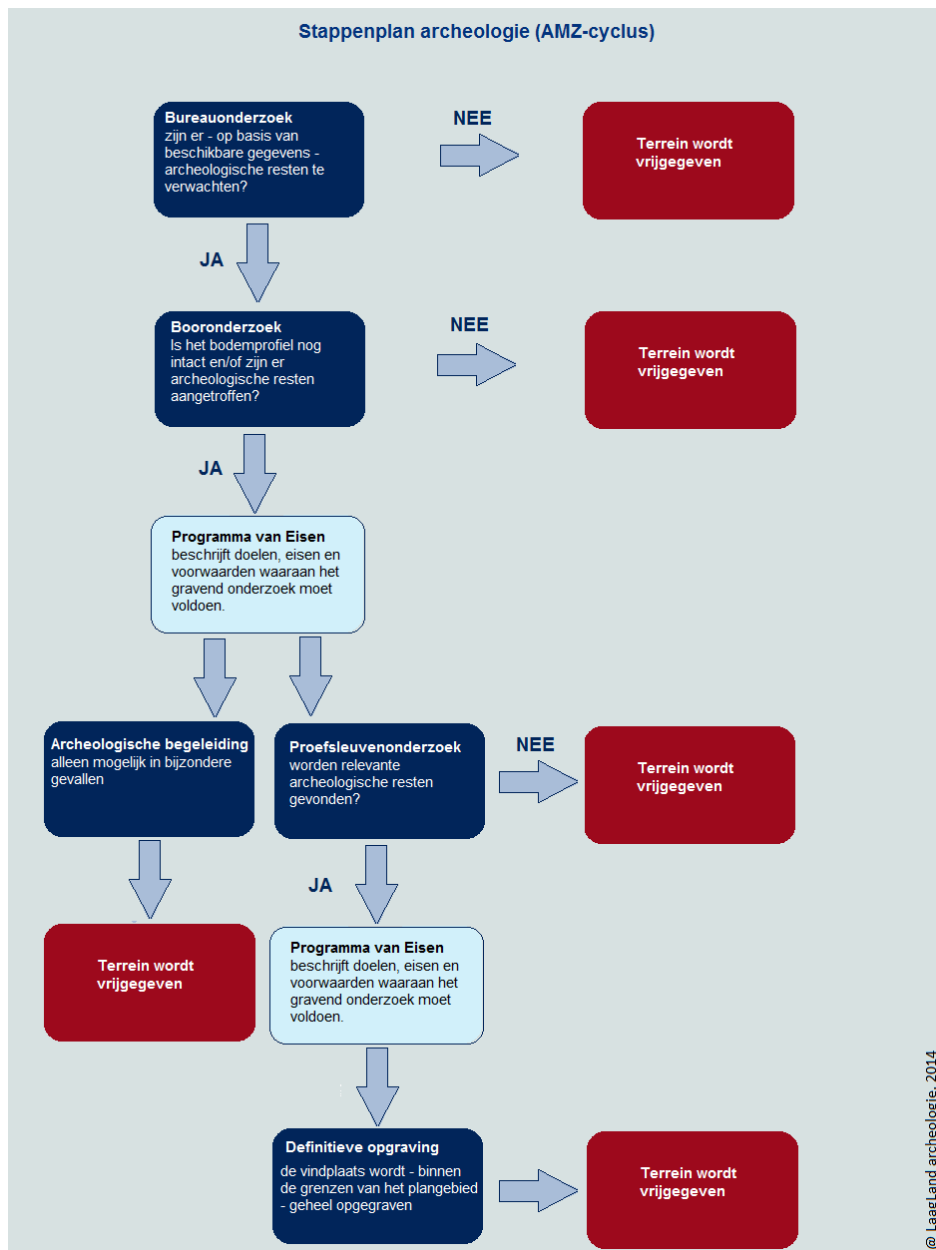 Stappenplan archeologie (AMZ-cyclus)
Bureauonderzoek
zijn er - op basis van
beschikbare gegevens -
archeologische resten te
verwachten?
NEE
Terrein wordt
vrijgegeven
JA
Booronderzoek
Is het bodemprofiel nog
intact en/of zijn er
archeologische resten
aangetroffen?
NEE
Terrein wordt
vrijgegeven
JA
Programma van Eisen
beschrijft doelen, eisen en
voorwaarden waaraan het
gravend onderzoek moet
voldoen.
Archeologische begeleiding
alleen mogelijk in bijzondere
gevallen
Proefsleuvenonderzoek
worden relevante
archeologische resten
gevonden?
NEE
Terrein wordt
vrijgegeven
JA
Terrein wordt
vrijgegeven
Programma van Eisen
beschrijft doelen, eisen en
voorwaarden waaraan het
gravend onderzoek moet
voldoen.
Definitieve opgraving
de vindplaats wordt - binnen
de grenzen van het plangebied
- geheel opgegraven
Terrein wordt
vrijgegeven
@ LaagLand archeologie, 2014